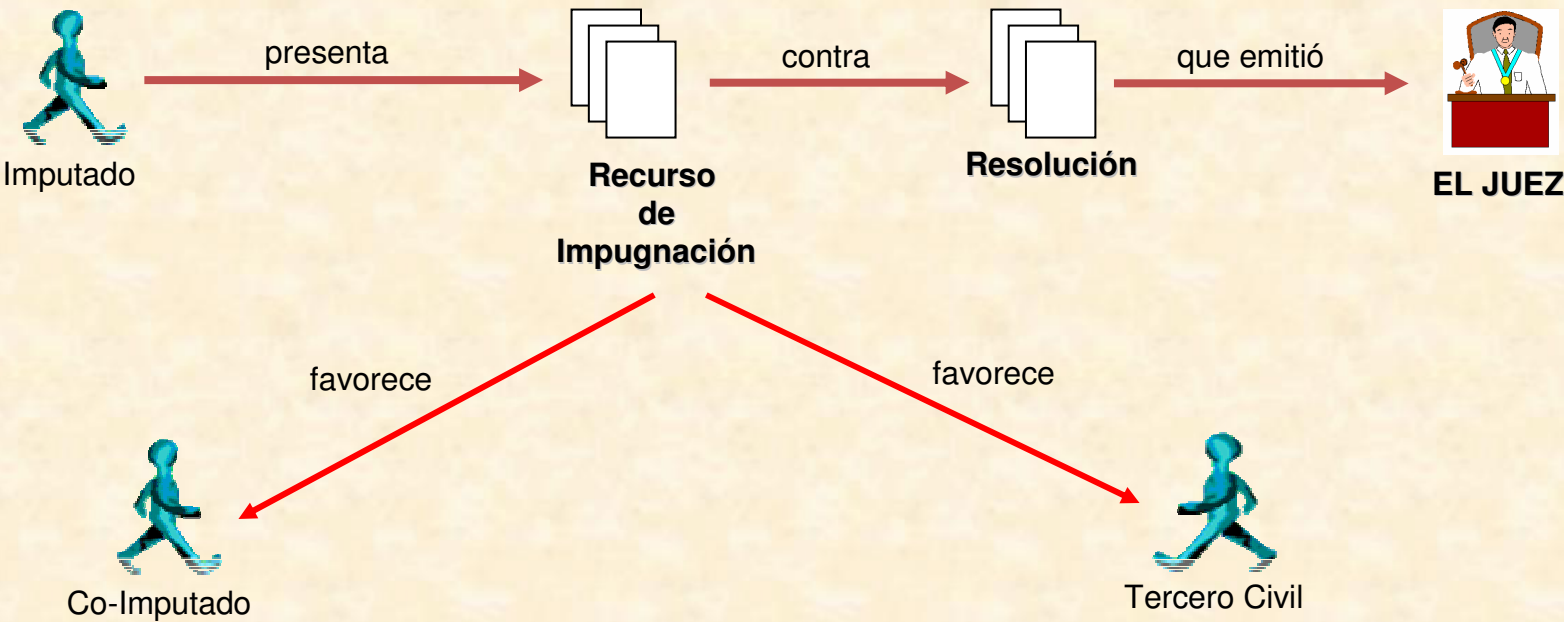 presenta
contra
que emitió
Imputado
Recurso
de
Impugnación
Resolución
EL JUEZ
favorece
favorece
Co-Imputado
Tercero Civil